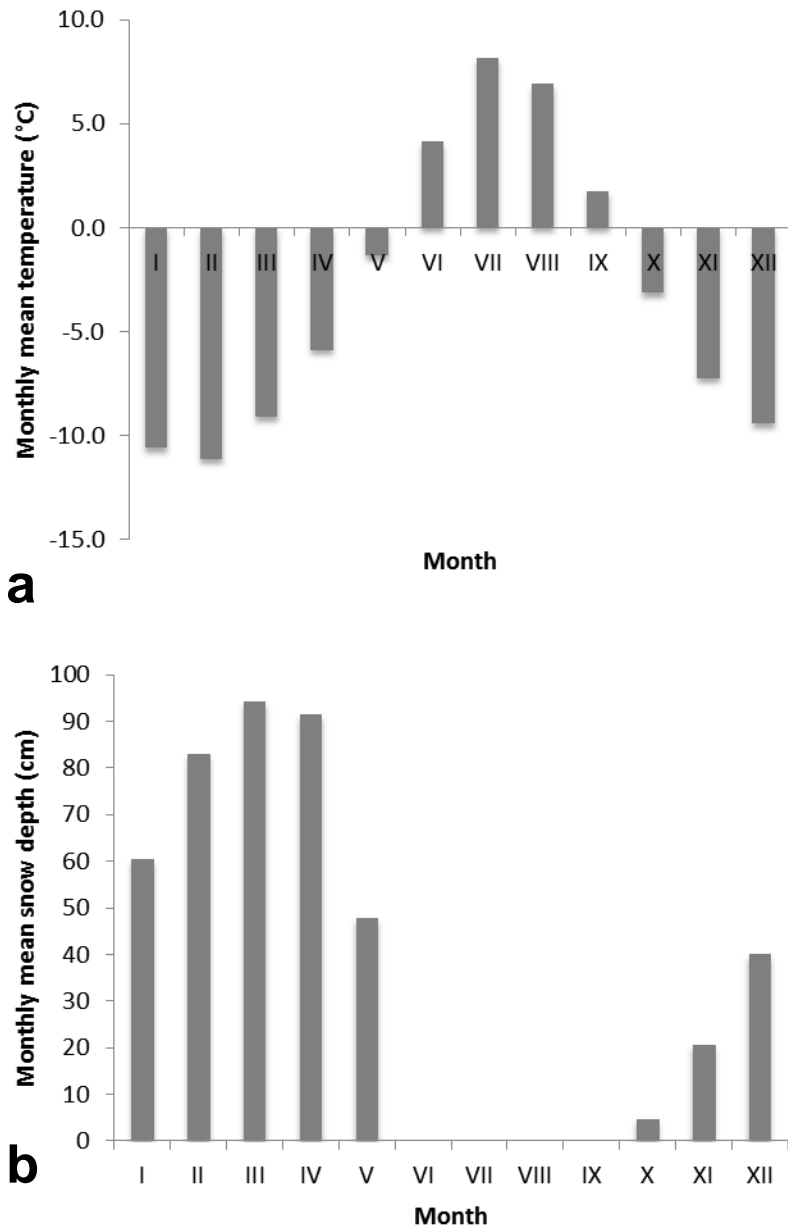 10.0
5.0
0.0
-5.0
-10.0
-15.0
Monthly mean temperature (°C)
I II III IV V VI VII VIII IX X XI XII
Month
a
100
90
80
70
60
50
40
30
20
10
0
Monthly mean snow depth (cm)
I II III IV V VI VII VIII IX X XI XII
Month
b